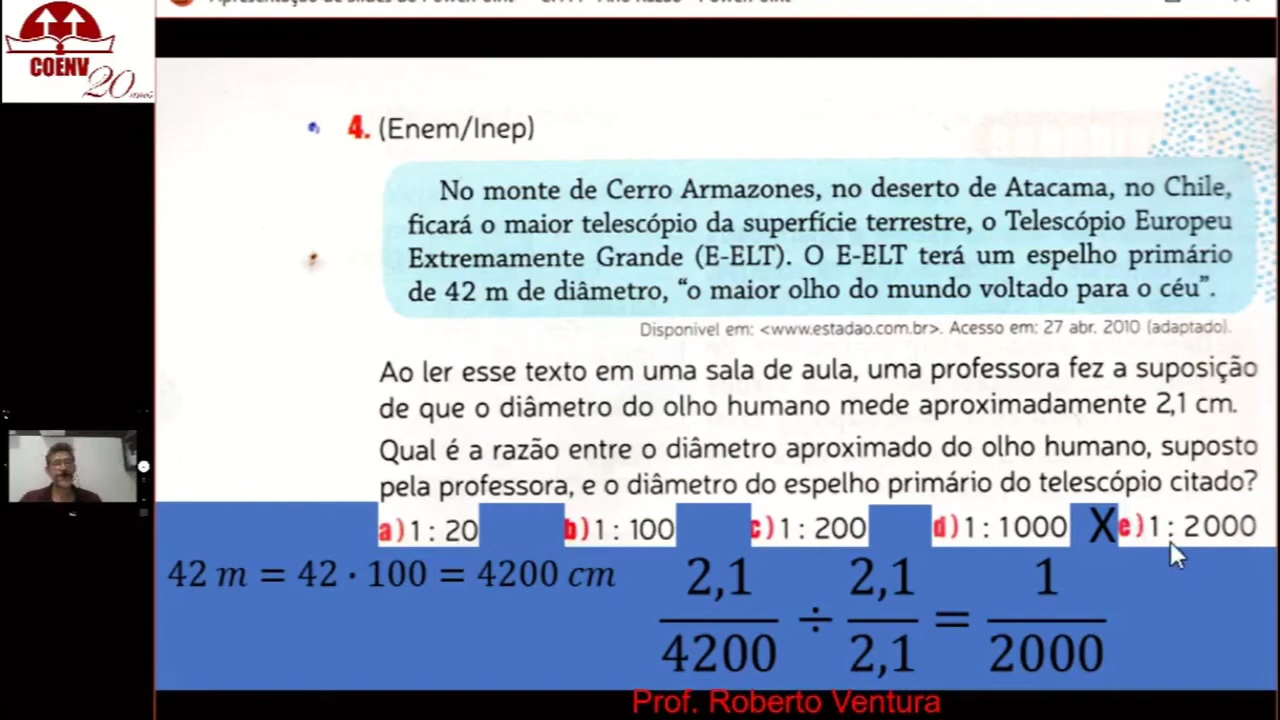 COENV
20 anos
4. (Enem/Inep)
No monte de Cerro Armazones, no deserto de Atacama, no Chile,
ficará o maior telescópio da superfície terrestre, o Telescópio Europeu
Extremamente Grande (E-ELT). O E-ELT terá um espelho primário
de 42 m de diâmetro, “o maior olho do mundo voltado para o céu”.
Disponível em: <www.estadao.com.br>. Acesso em: 27 abr. 2010 (adaptado).
Ao ler esse texto em uma sala de aula, uma professora fez a suposição
de que o diâmetro do olho humano mede aproximadamente 2,1 cm.
Qual é a razão entre o diâmetro aproximado do olho humano, suposto
pela professora, e o diâmetro do espelho primário do telescópio citado?
a) 1 : 20 b) 1 : 100 c) 1 : 200 d) 1 : 1000 X e) 1 : 2000
42 m = 42 · 100 = 4200 cm
2,1/4200 ÷ 2,1/2,1 = 1/2000
Prof. Roberto Ventura